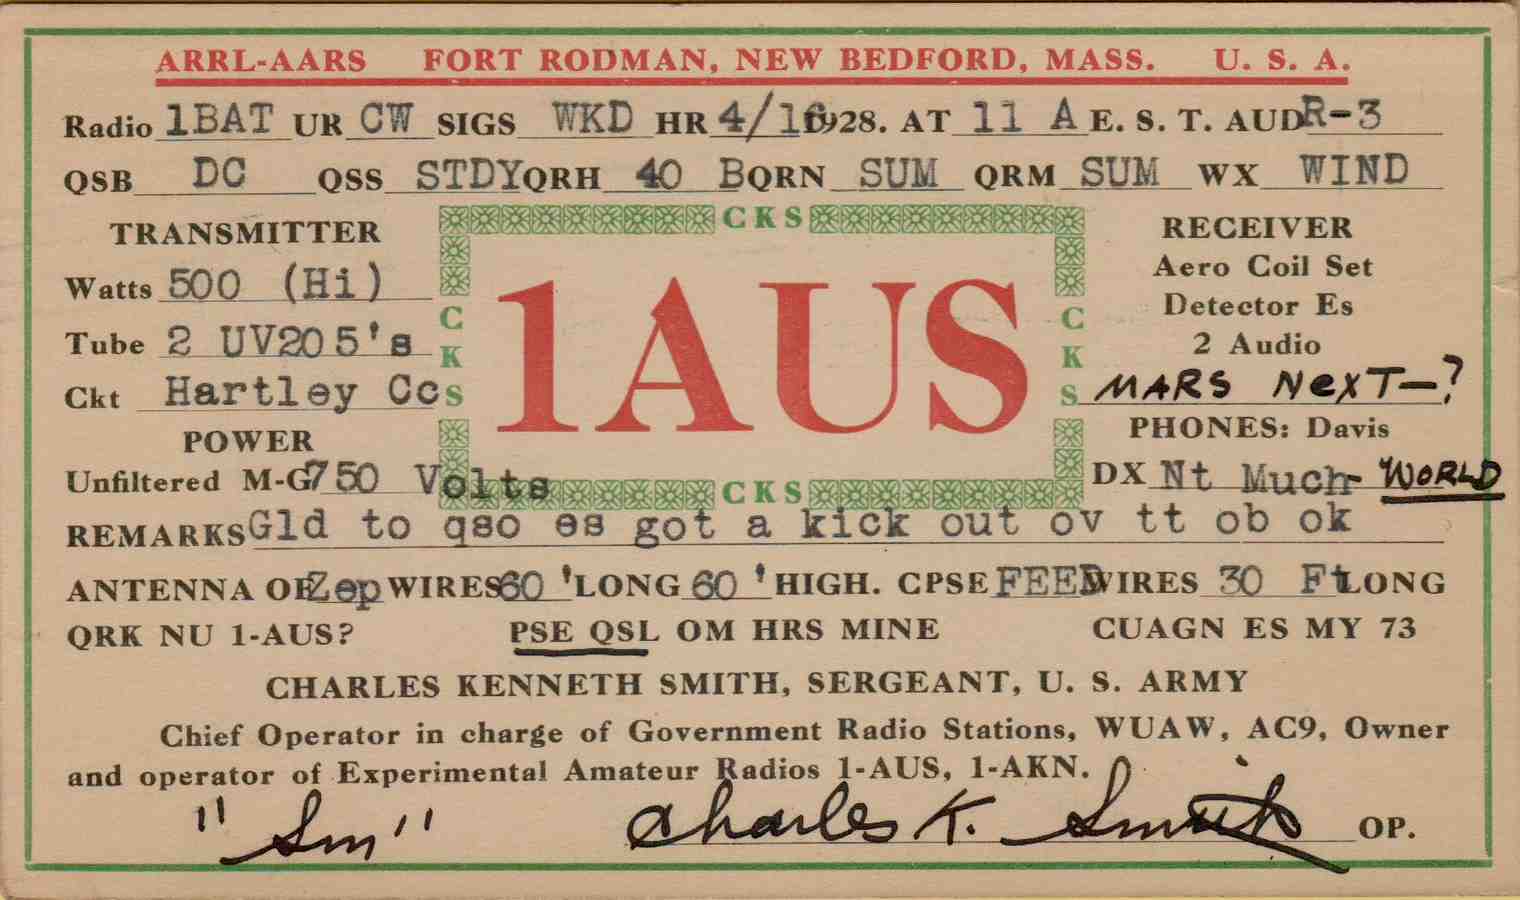 ARRL-AARS FORT RODMAN, NEW BEDFORD, MASS. U. S. A.
Radio 1BAT UR CW SIGS WKD HR 4/16 1928. AT 11 A E. S. T. AUD R-3
QSB DC QSS STDY QRH 40 B QRN SUM QRM SUM WX WIND
TRANSMITTER
Watts 500 (Hi)
Tube 2 UV205's
Ckt Hartley Cc
POWER
Unfiltered M-G 750 Volts
CKS
CKS
1AUS
CKS
CKS
RECEIVER
Aero Coil Set
Detector Es
2 Audio
MARS NEXT-?
PHONES: Davis
DX Nt Much- WORLD
REMARKS Gld to qso es got a kick out ov tt ob ok
ANTENNA OF Zep WIRES 60 'LONG 60 'HIGH. CPSE FEED WIRES 30 Ft LONG
QRK NU 1-AUS? PSE QSL OM HRS MINE CUAGN ES MY 73
CHARLES KENNETH SMITH, SERGEANT, U. S. ARMY
Chief Operator in charge of Government Radio Stations, WUAW, AC9, Owner
and operator of Experimental Amateur Radios 1-AUS, 1-AKN.
"Sm" Charles K. Smith OP.